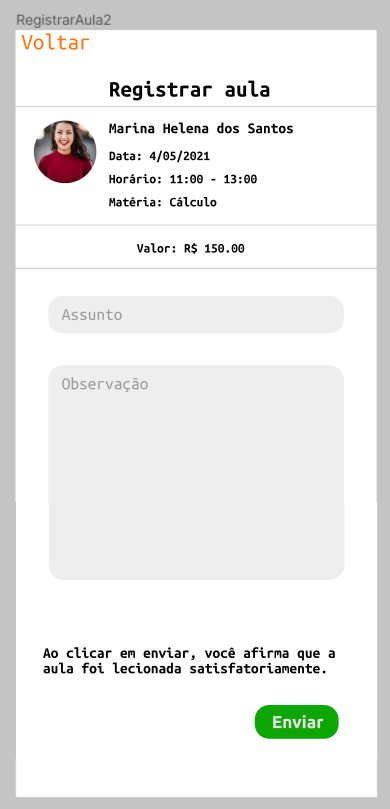 RegistrarAula2
Voltar
Registrar aula
Marina Helena dos Santos
Data: 4/05/2021
Horário: 11:00 - 13:00
Matéria: Cálculo
Valor: R$ 150.00
Assunto
Observação
Ao clicar em enviar, você afirma que a
aula foi lecionada satisfatoriamente.
Enviar